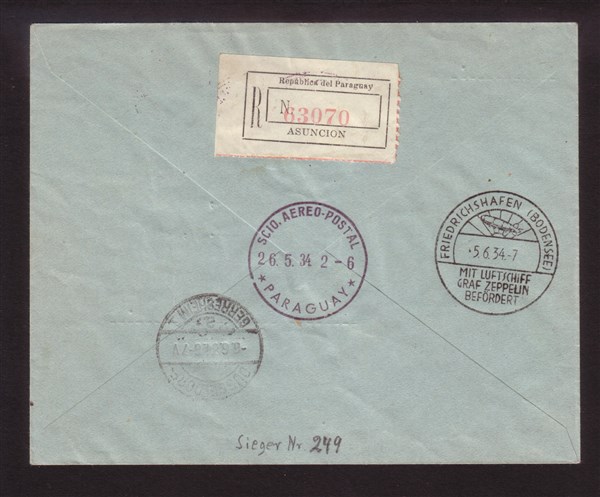 República del Paraguay
R
N
63070
ASUNCION
SCIO. AEREO-POSTAL
26.5.34 2-6
★ PARAGUAY ★
FRIEDRICHSHAFEN (BODENSEE)
·5.6.34.-7
MIT LUFTSCHIFF
GRAF ZEPPELIN
BEFÖRDERT
GERRESHEIM
Sieger Nr. 249